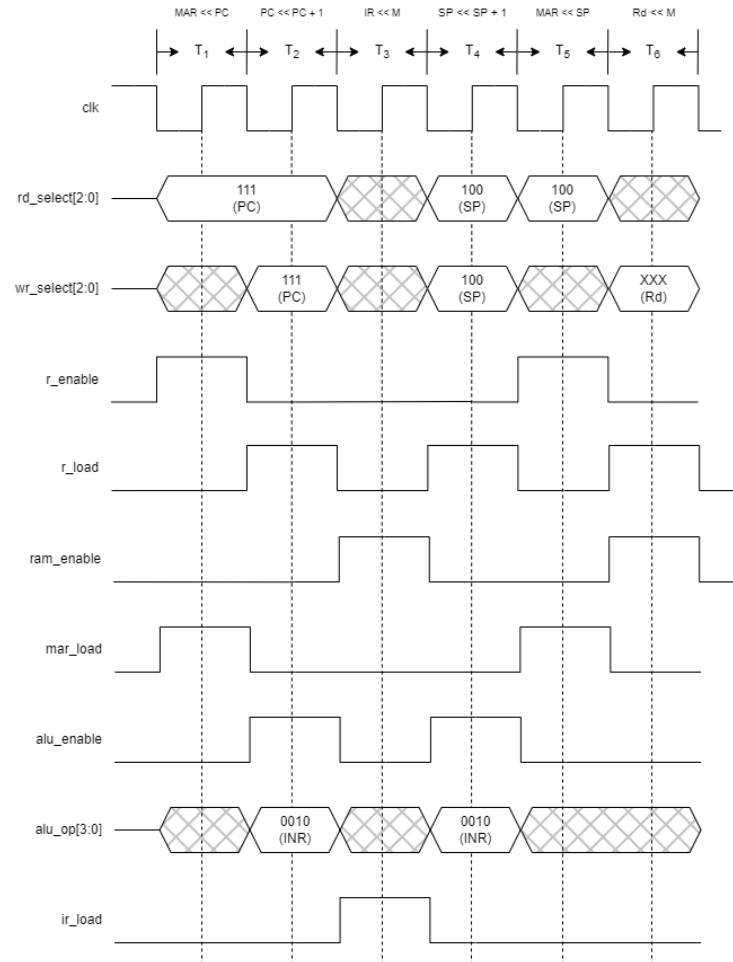 MAR << PC PC << PC + 1 IR << M SP << SP + 1 MAR << SP Rd << M
T1 T2 T3 T4 T5 T6
clk
rd_select[2:0]
111 100 100
(PC) (SP) (SP)
wr_select[2:0]
111 100 XXX
(PC) (SP) (Rd)
r_enable
r_load
ram_enable
mar_load
alu_enable
alu_op[3:0]
0010 0010
(INR) (INR)
ir_load